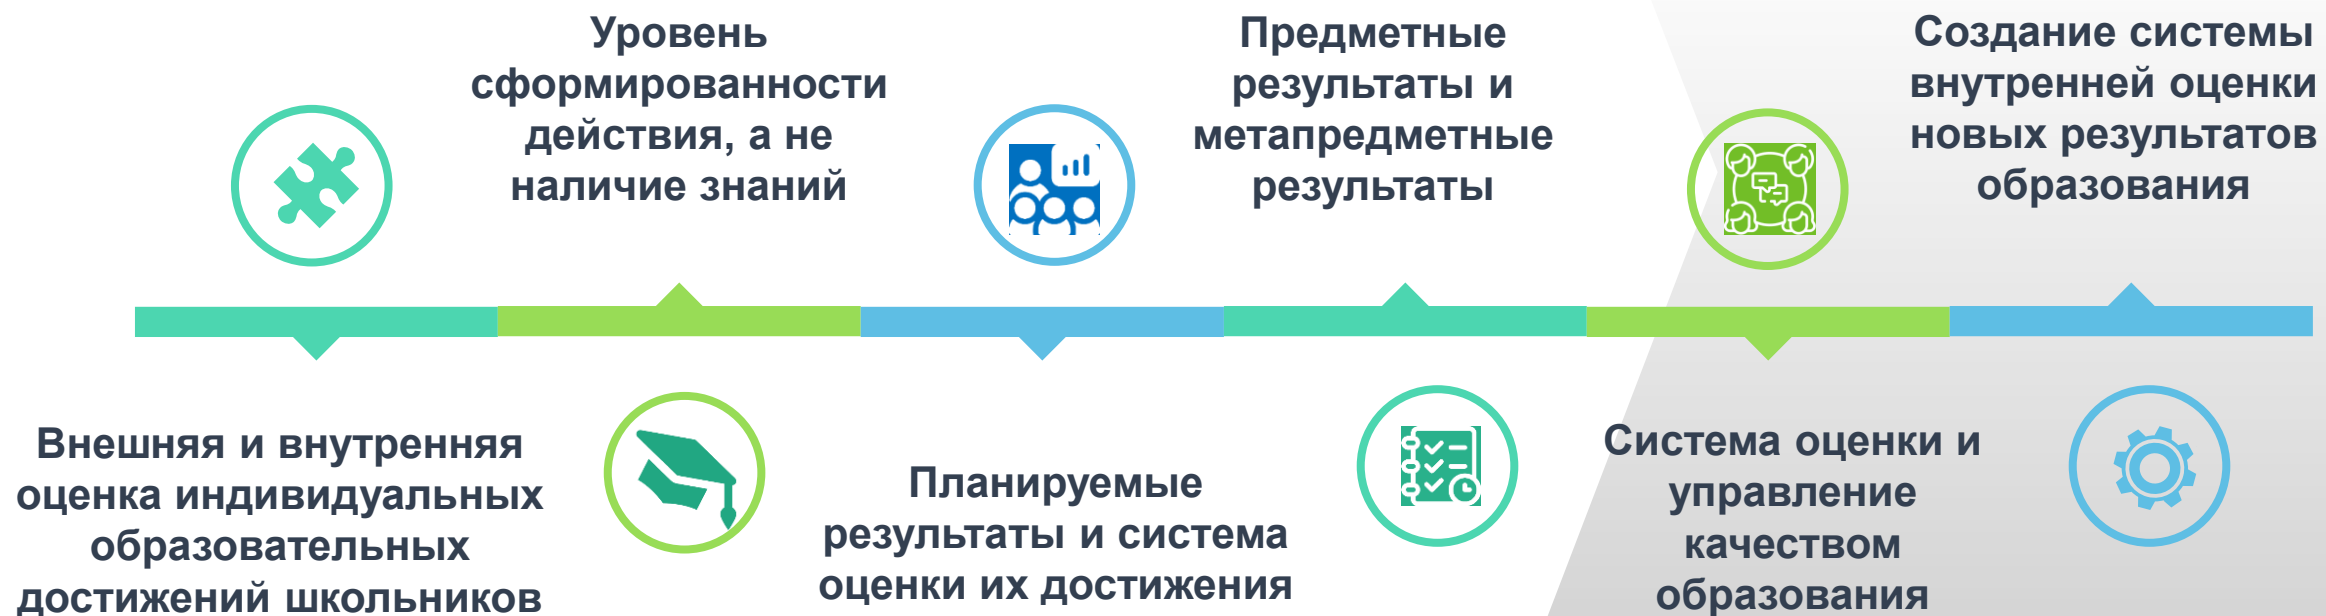 Уровень
сформированности
действия, а не
наличие знаний
Предметные
результаты и
метапредметные
результаты
Создание системы
внутренней оценки
новых результатов
образования
Внешняя и внутренняя
оценка индивидуальных
образовательных
достижений школьников
Планируемые
результаты и система
оценки их достижения
Система оценки и
управление
качеством
образования